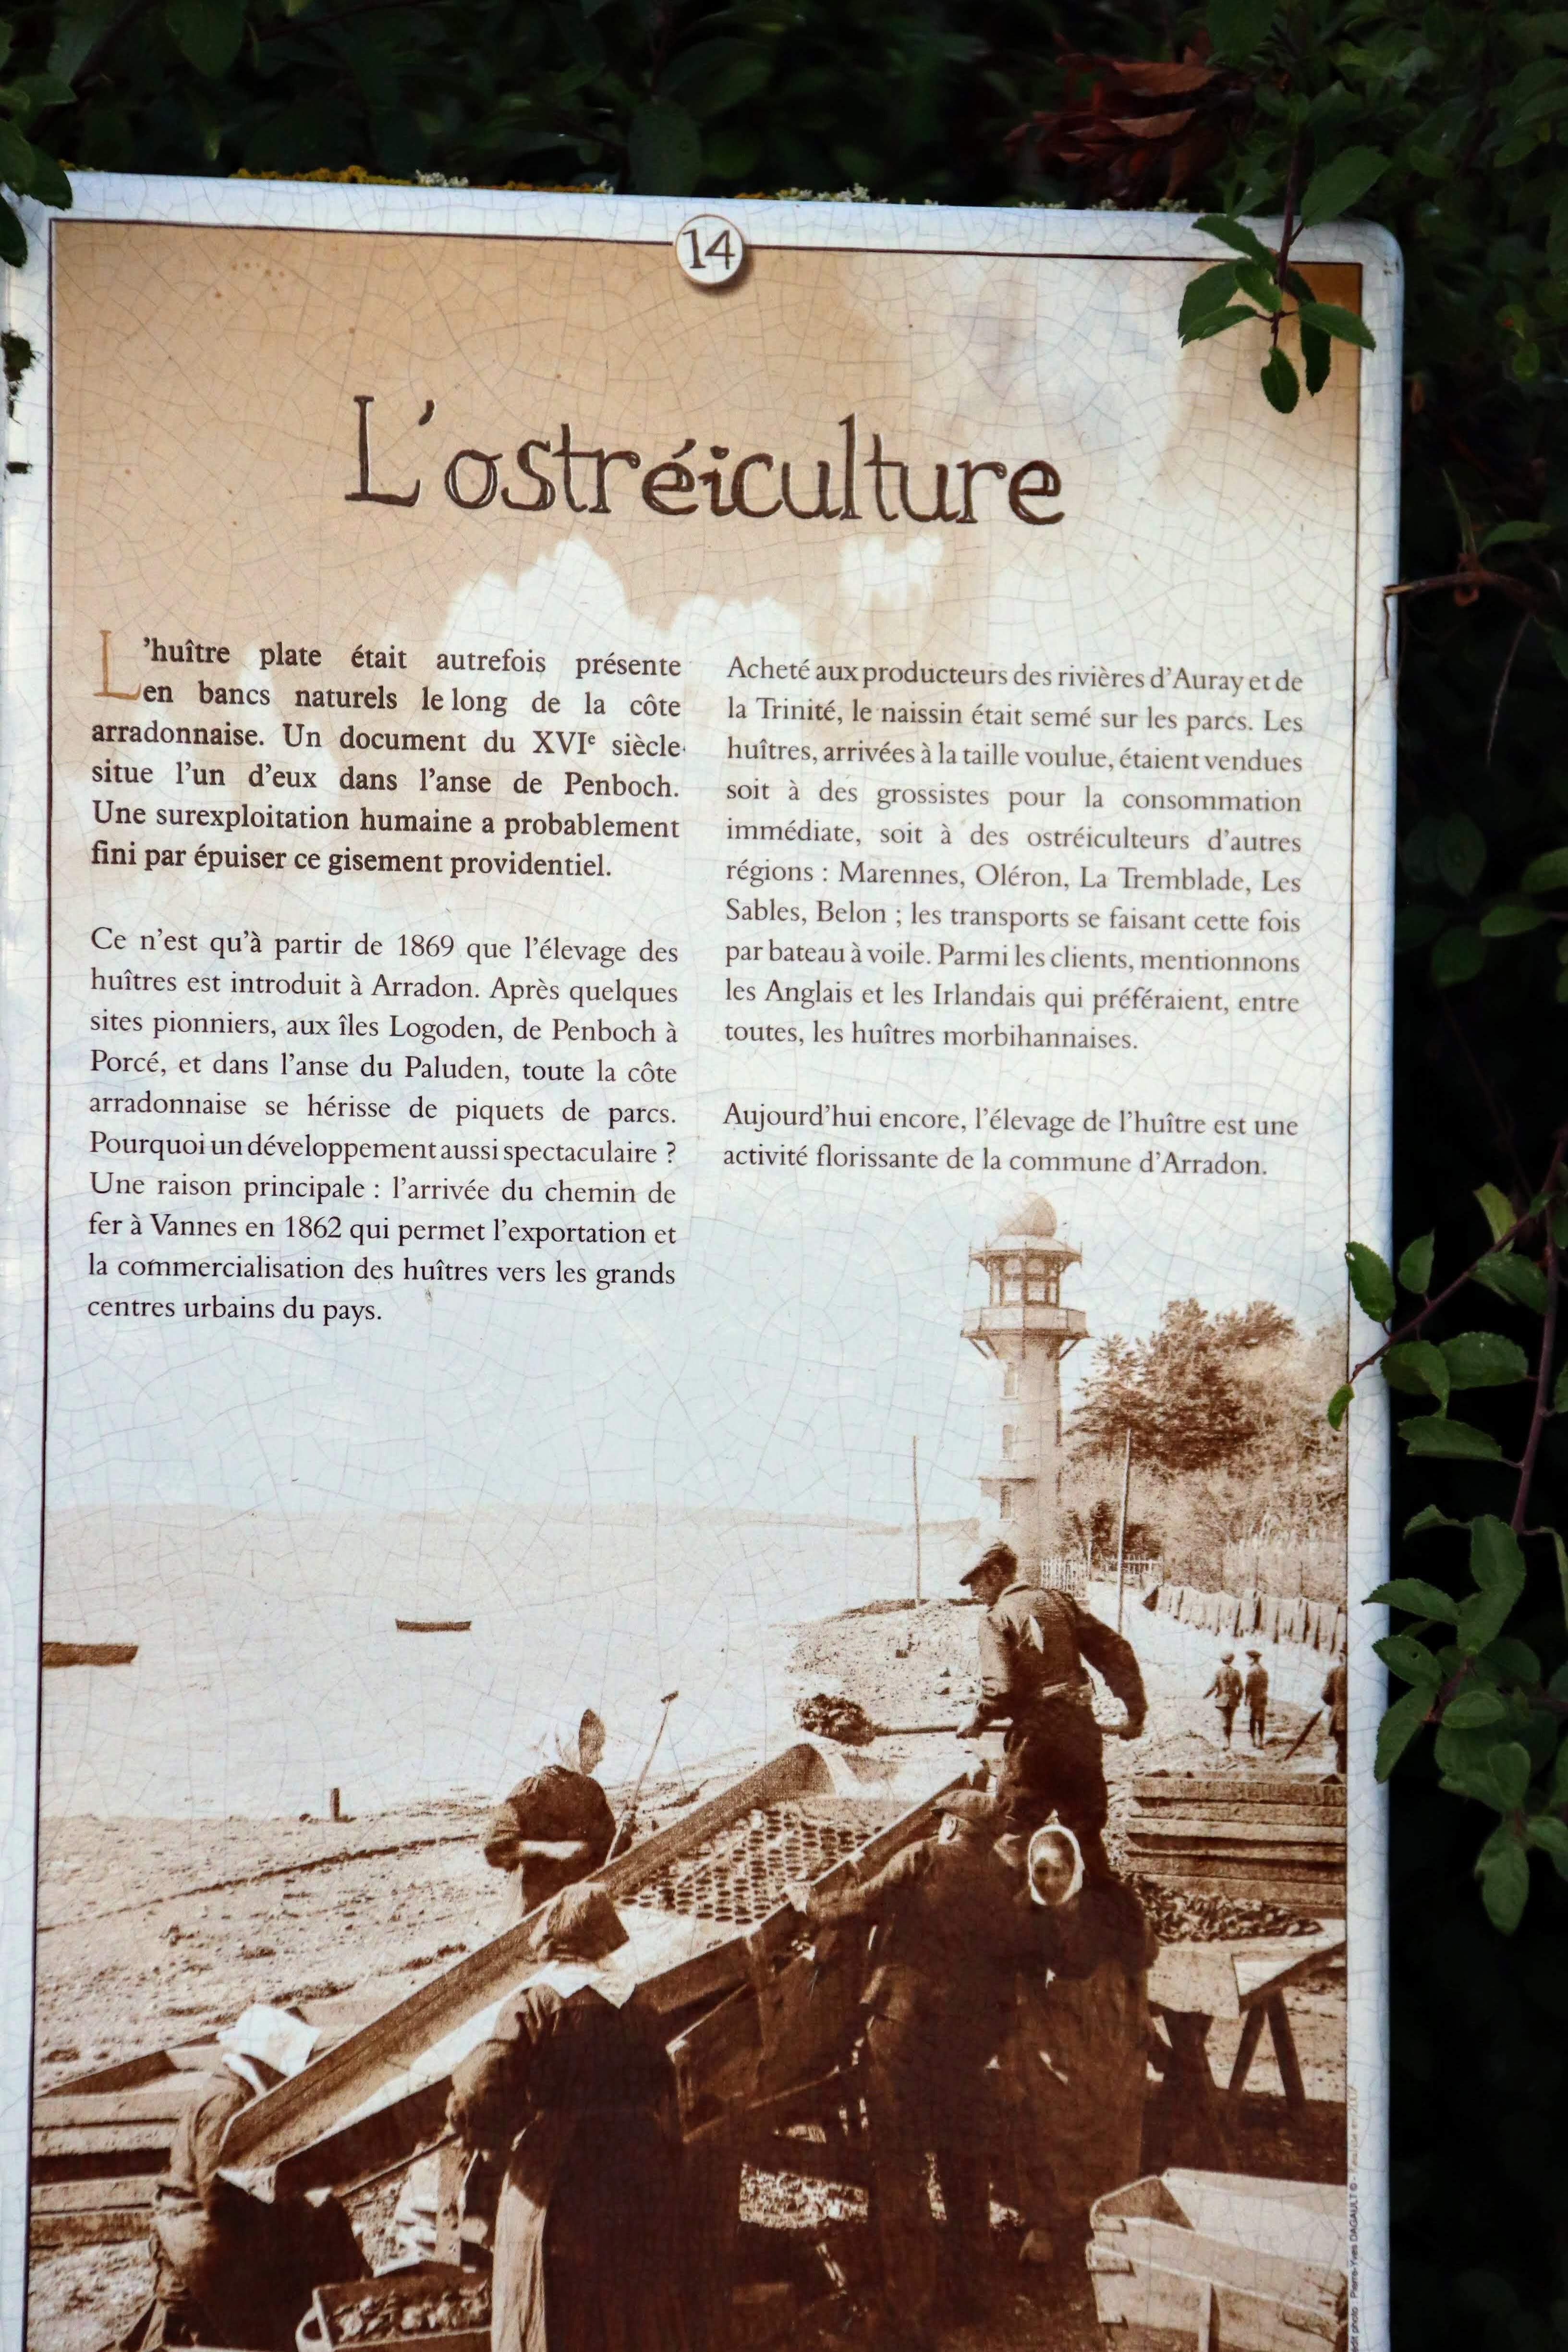 14
L'ostréiculture
L'huître plate était autrefois présente
en bancs naturels le long de la côte
arradonnaise. Un document du XVIe siècle
situe l'un d'eux dans l'anse de Penboch.
Une surexploitation humaine a probablement
fini par épuiser ce gisement providentiel.
Ce n'est qu'à partir de 1869 que l'élevage des
huîtres est introduit à Arradon. Après quelques
sites pionniers, aux îles Logoden, de Penboch à
Porcé, et dans l'anse du Paluden, toute la côte
arradonnaise se hérisse de piquets de parcs.
Pourquoi un développement aussi spectaculaire ?
Une raison principale : l'arrivée du chemin de
fer à Vannes en 1862 qui permet l'exportation et
la commercialisation des huîtres vers les grands
centres urbains du pays.
Acheté aux producteurs des rivières d'Auray et de
la Trinité, le naissin était semé sur les parcs. Les
huîtres, arrivées à la taille voulue, étaient vendues
soit à des grossistes pour la consommation
immédiate, soit à des ostréiculteurs d'autres
régions : Marennes, Oléron, La Tremblade, Les
Sables, Belon ; les transports se faisant cette fois
par bateau à voile. Parmi les clients, mentionnons
les Anglais et les Irlandais qui préféraient, entre
toutes, les huîtres morbihannaises.
Aujourd'hui encore, l'élevage de l'huître est une
activité florissante de la commune d'Arradon.
photo : Pierre-Yves DAGAULT ©